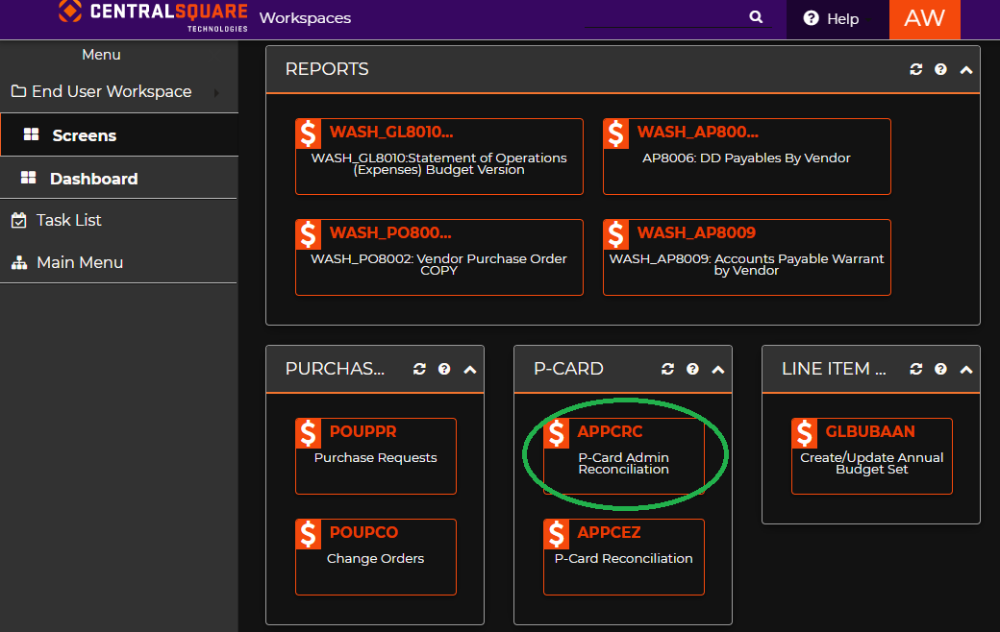 CENTRALSQUARE
TECHNOLOGIES
Workspaces
Help
AW
Menu
End User Workspace
Screens
Dashboard
Task List
Main Menu
REPORTS
WASH_GL8010...
WASH_GL8010:Statement of Operations
(Expenses) Budget Version
WASH_AP800...
AP8006: DD Payables By Vendor
WASH_PO800...
WASH_PO8002: Vendor Purchase Order
COPY
WASH_AP8009
WASH_AP8009: Accounts Payable Warrant
by Vendor
PURCHAS...
POUPPR
Purchase Requests
POUPCO
Change Orders
P-CARD
APPCRC
P-Card Admin
Reconciliation
APPCEZ
P-Card Reconciliation
LINE ITEM ...
GLBUBAAN
Create/Update Annual
Budget Set